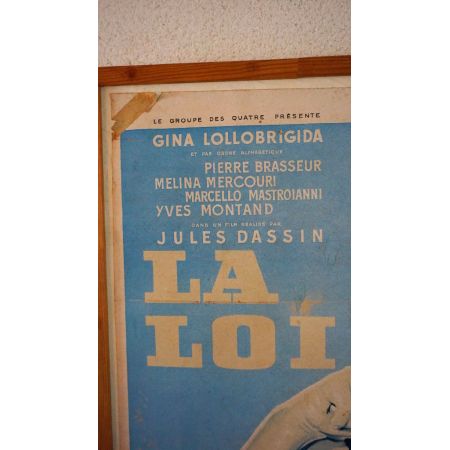 LE GROUPE DES QUATRE PRÉSENTE
GINA LOLLOBRIGIDA
ET PAR ORDRE ALPHABÉTIQUE
PIERRE BRASSEUR
MELINA MERCOURI
MARCELLO MASTROIANNI
YVES MONTAND
DANS UN FILM RÉALISÉ PAR
JULES DASSIN
LA
LOI